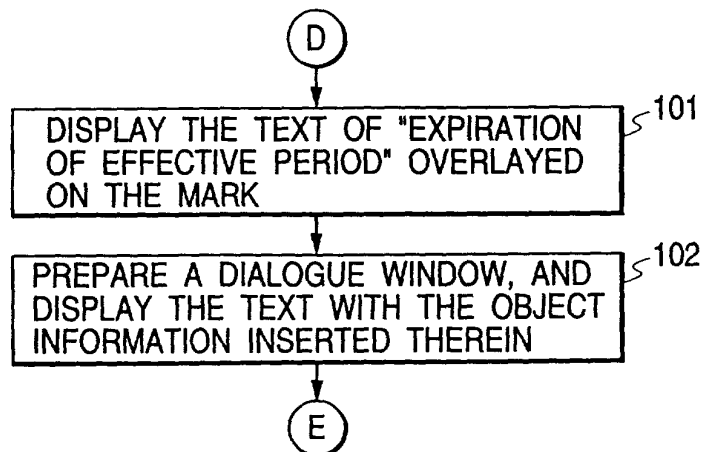 D
101
DISPLAY THE TEXT OF "EXPIRATION
OF EFFECTIVE PERIOD" OVERLAYED
ON THE MARK
102
PREPARE A DIALOGUE WINDOW, AND
DISPLAY THE TEXT WITH THE OBJECT
INFORMATION INSERTED THEREIN
E